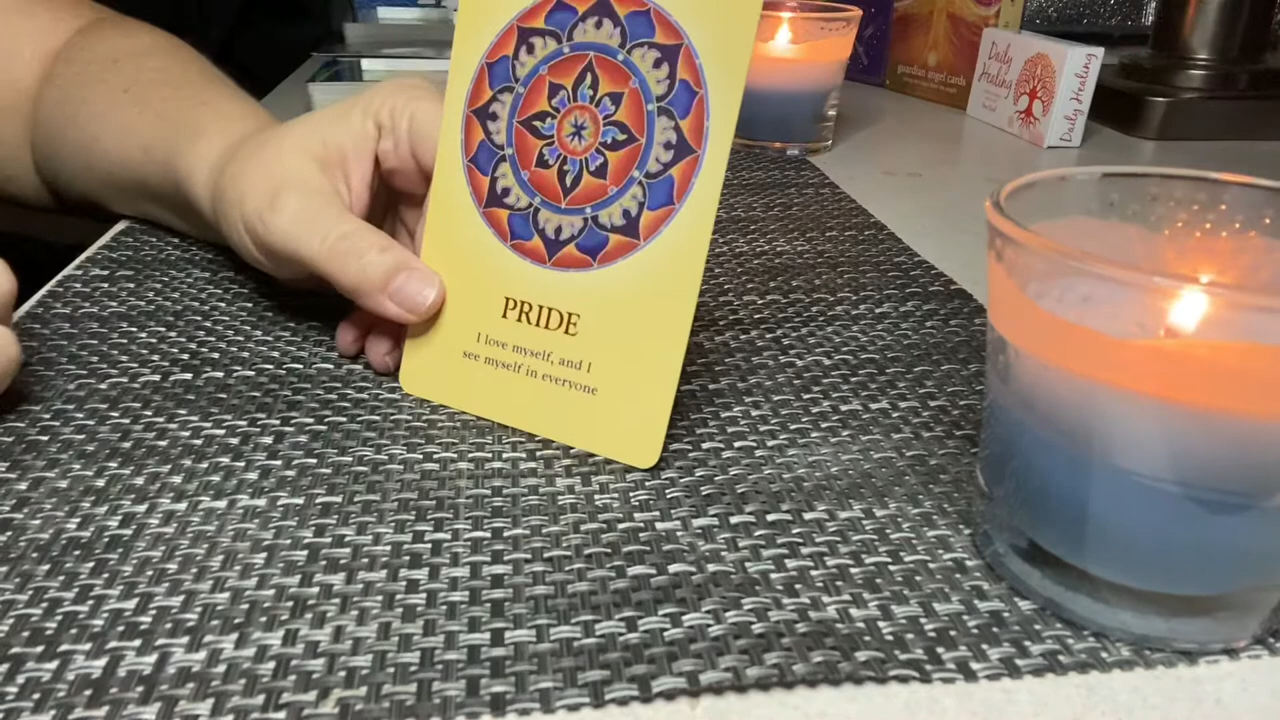 PRIDE
I love myself, and I
see myself in everyone
guardian angel cards
Daily
Healing
Daily Healing